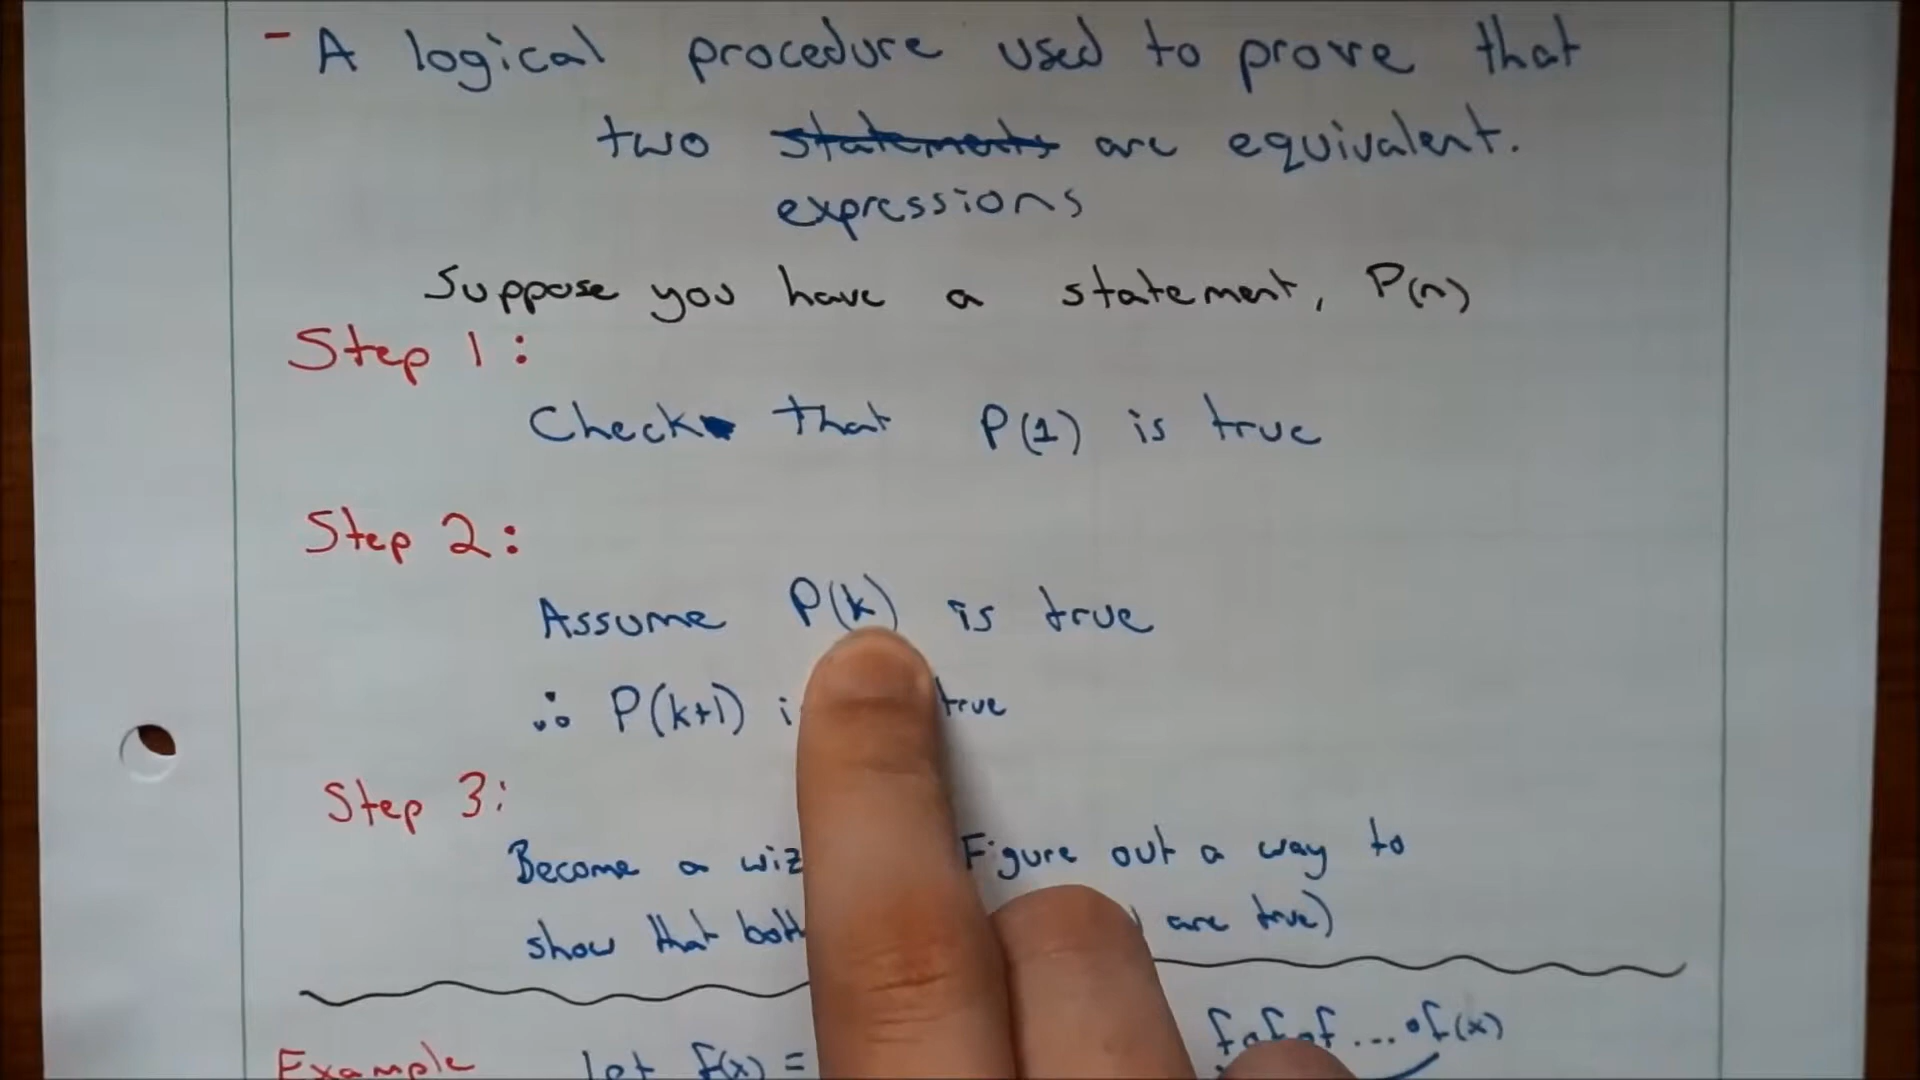 - A logical procedure used to prove that
two statements are equivalent.
expressions
Suppose you have a statement, P(n)
Step 1:
Check that P(1) is true
Step 2:
Assume P(k) is true
∴ P(k+1) true
Step 3:
Become a Figure out a way to
show that are true)
Example let f(x) = fofof...of(x)